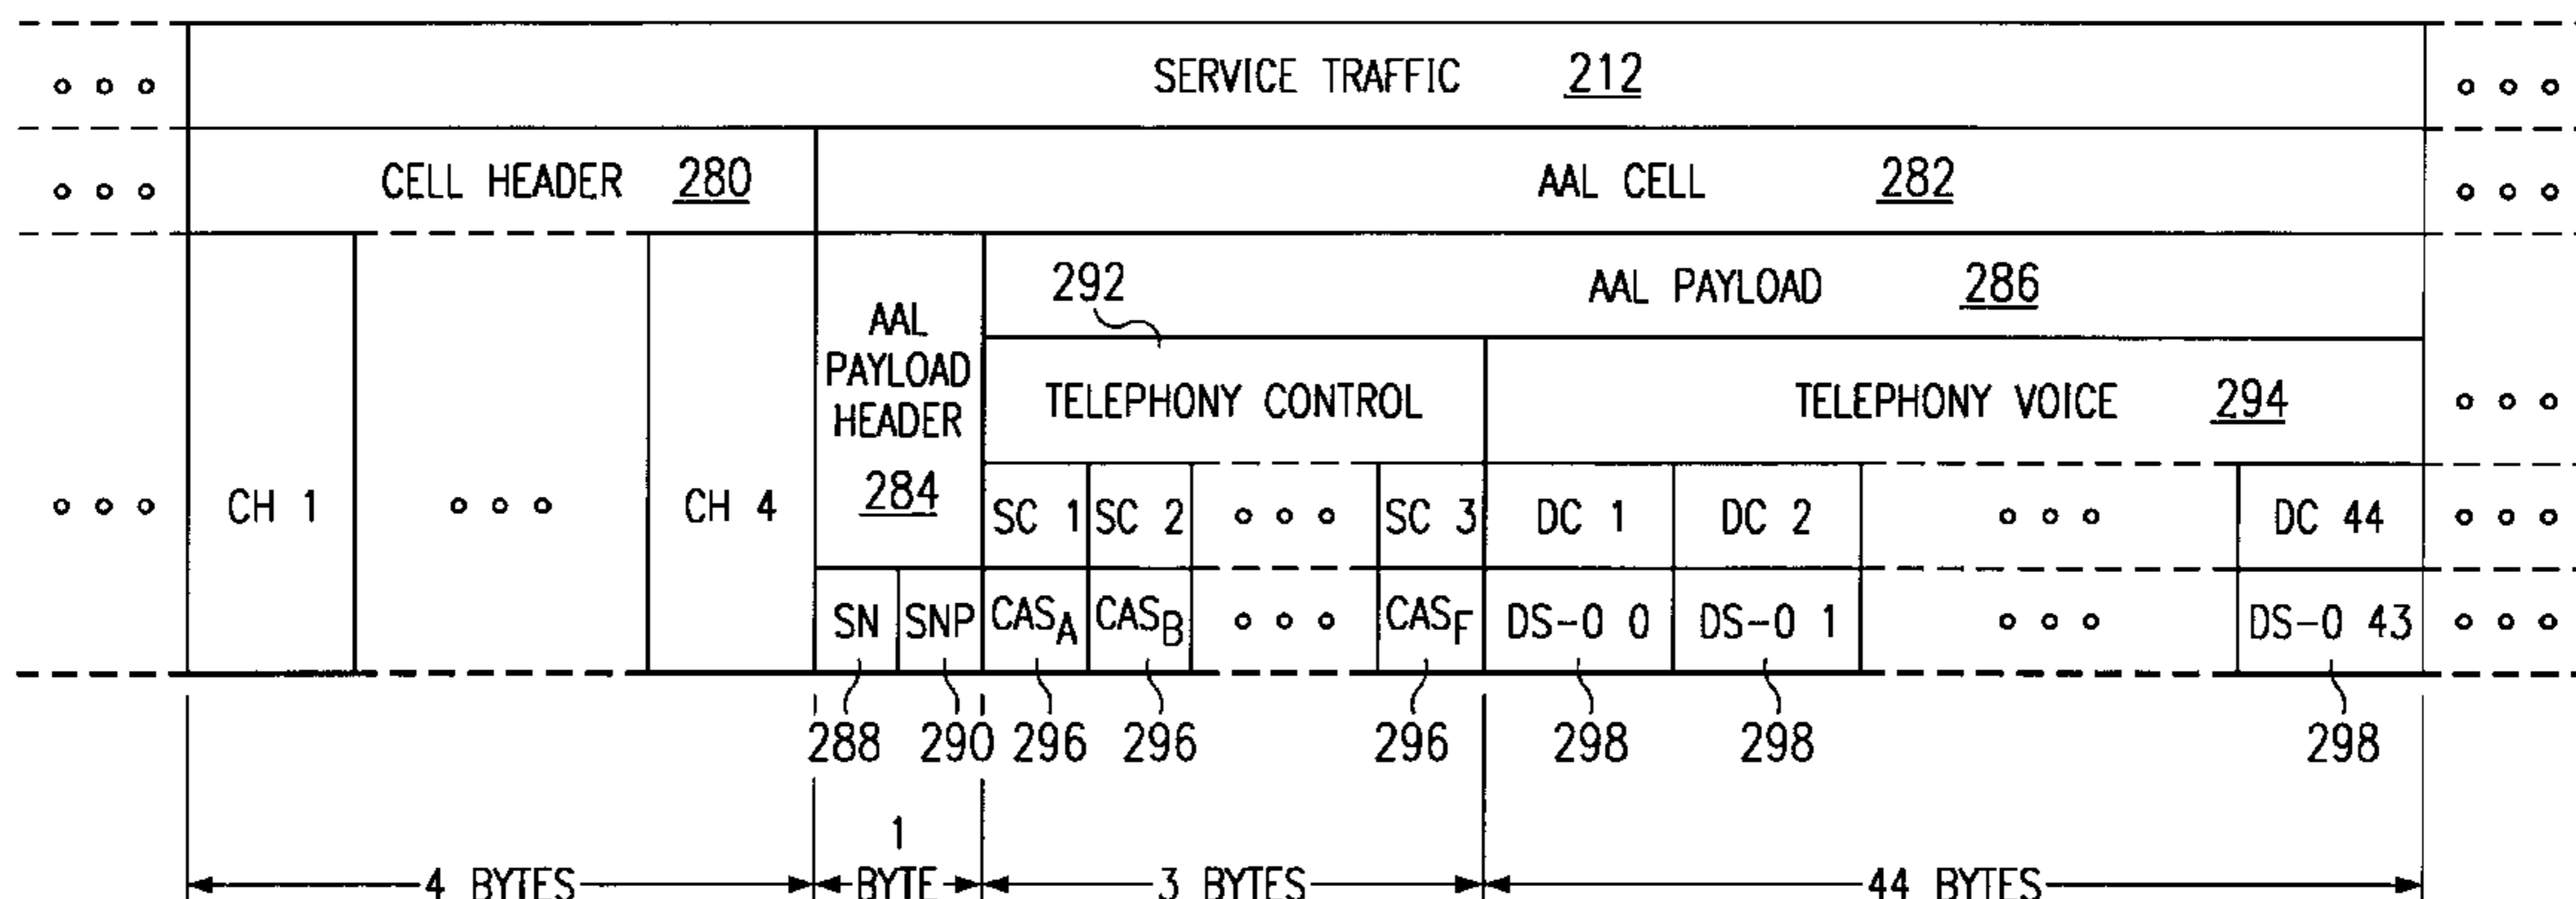 SERVICE TRAFFIC 212
CELL HEADER 280 AAL CELL 282
292 AAL PAYLOAD 286
AAL
PAYLOAD
HEADER
284
TELEPHONY CONTROL TELEPHONY VOICE 294
CH 1 CH 4 SC 1 SC 2 SC 3 DC 1 DC 2 DC 44
SN SNP CASA CASB CASF DS-0 0 DS-0 1 DS-0 43
288 290 296 296 296 298 298 298
4 BYTES 1 BYTE 3 BYTES 44 BYTES